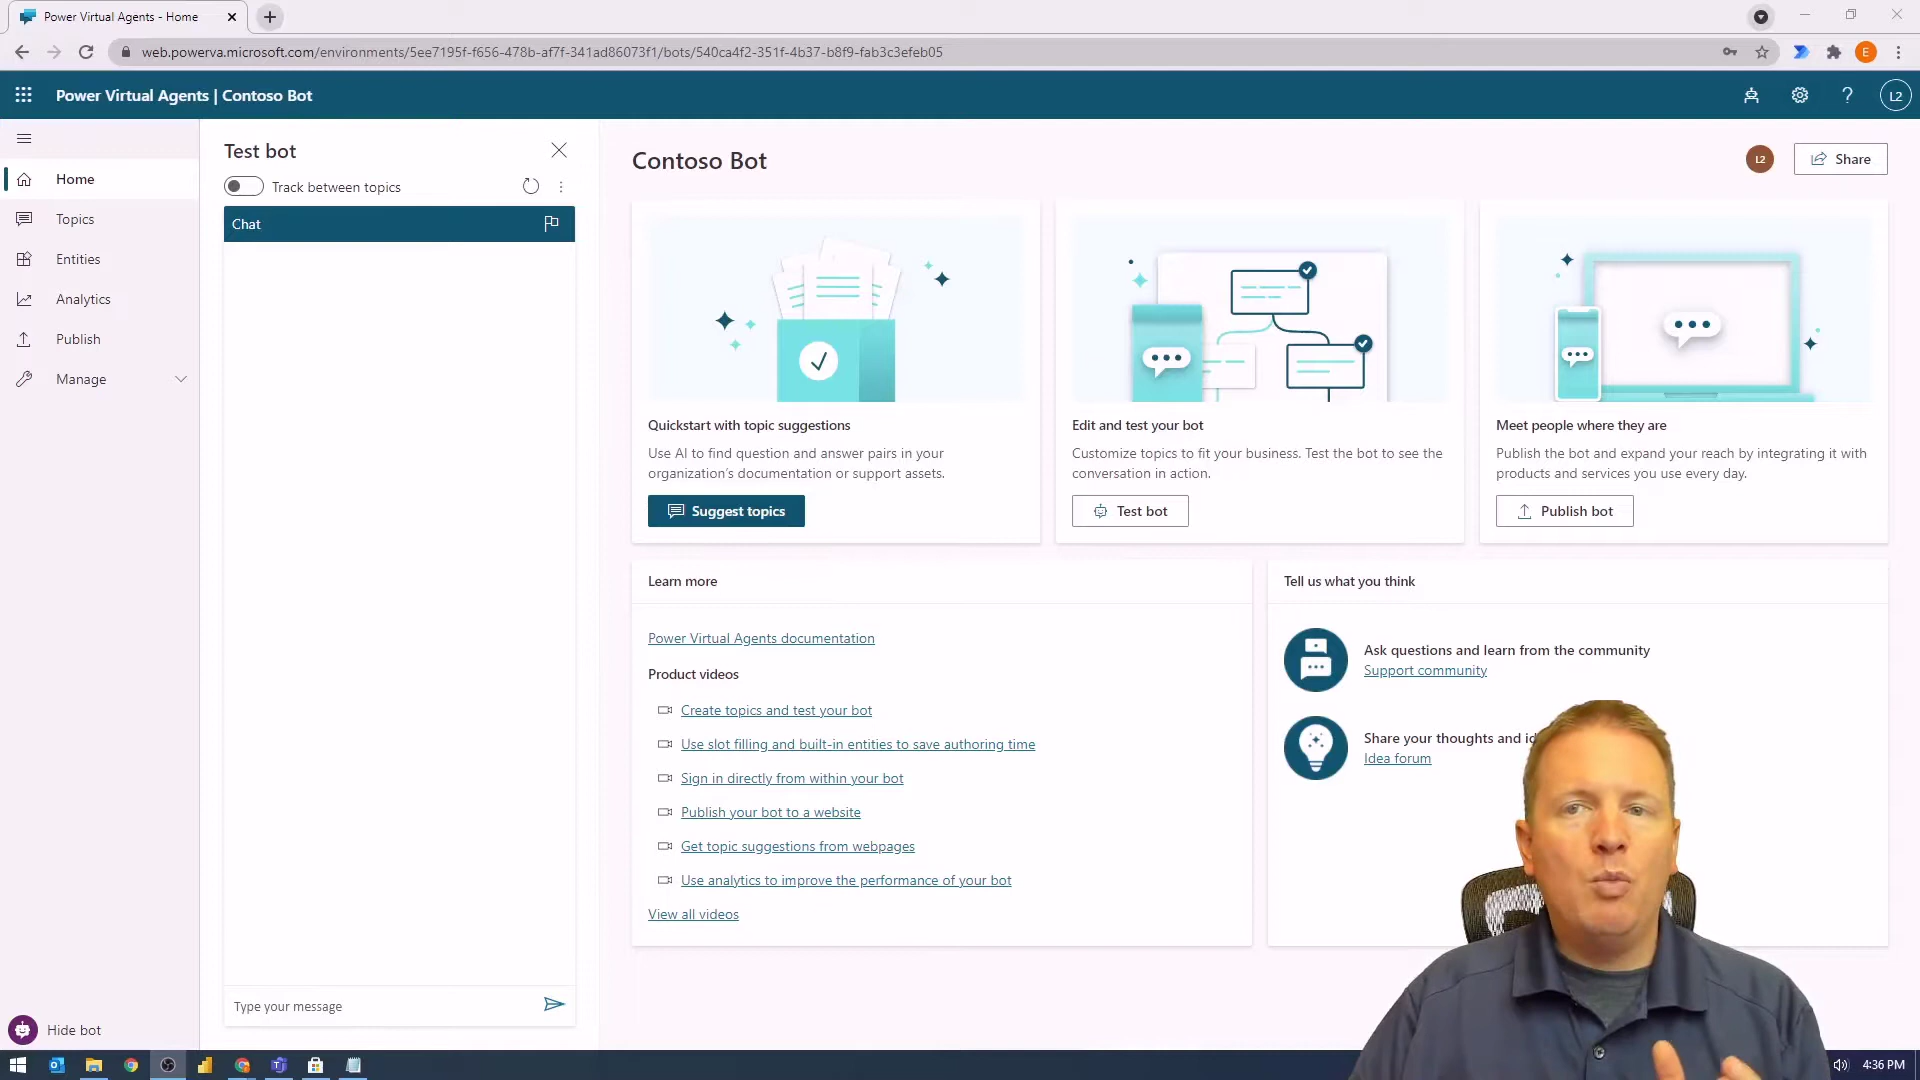 Power Virtual Agents - Home
web.powerva.microsoft.com/environments/5ee7195f-f656-478b-af7f-341ad86073f1/bots/540ca4f2-351f-4b37-b8f9-fab3c3efeb05
E
Power Virtual Agents | Contoso Bot
L2
Home
Topics
Entities
Analytics
Publish
Manage
Hide bot
Test bot
Track between topics
Chat
Type your message
Contoso Bot
L2
Share
Quickstart with topic suggestions
Use AI to find question and answer pairs in your
organization's documentation or support assets.
Suggest topics
Edit and test your bot
Customize topics to fit your business. Test the bot to see the
conversation in action.
Test bot
Meet people where they are
Publish the bot and expand your reach by integrating it with
products and services you use every day.
Publish bot
Learn more
Power Virtual Agents documentation
Product videos
Create topics and test your bot
Use slot filling and built-in entities to save authoring time
Sign in directly from within your bot
Publish your bot to a website
Get topic suggestions from webpages
Use analytics to improve the performance of your bot
View all videos
Tell us what you think
Ask questions and learn from the community
Support community
Share your thoughts and
Idea forum
4:36 PM